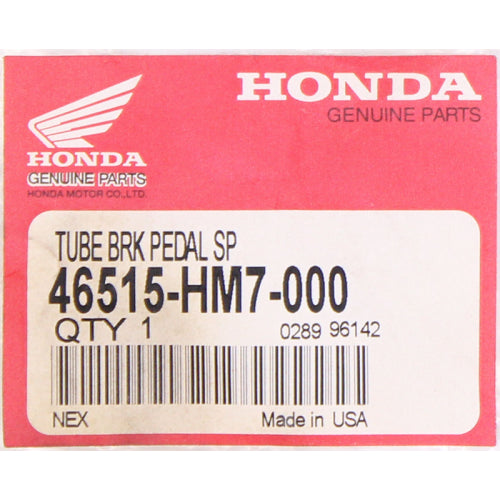 HONDA
GENUINE PARTS
HONDA
GENUINE PARTS
HONDA MOTOR CO.,LTD.
TUBE BRK PEDAL SP
46515-HM7-000
QTY 1
0289 96142
NEX
Made in USA